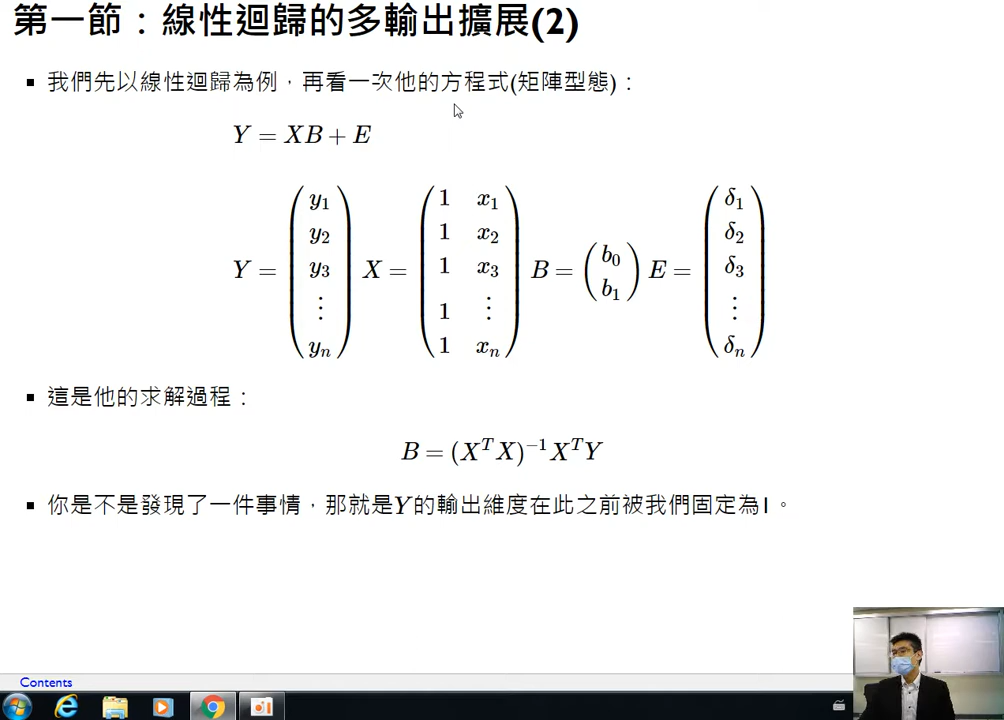 第一節：線性迴歸的多輸出擴展(2)
我們先以線性迴歸為例，再看一次他的方程式(矩陣型態)：
Y = XB + E
Y = (y₁ y₂ y₃ ⋮ yₙ) X = (1 x₁ 1 x₂ 1 x₃ 1 ⋮ 1 xₙ) B = (b₀ b₁) E = (δ₁ δ₂ δ₃ ⋮ δₙ)
這是他的求解過程：
B = (XᵀX)⁻¹XᵀY
你是不是發現了一件事情，那就是Y的輸出維度在此之前被我們固定為1。
Contents